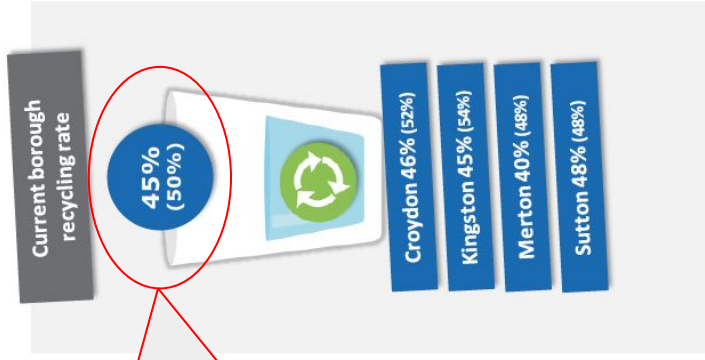 Current borough
recycling rate
45%
(50%)
Croydon 46% (52%)
Kingston 45% (54%)
Merton 40% (48%)
Sutton 48% (48%)